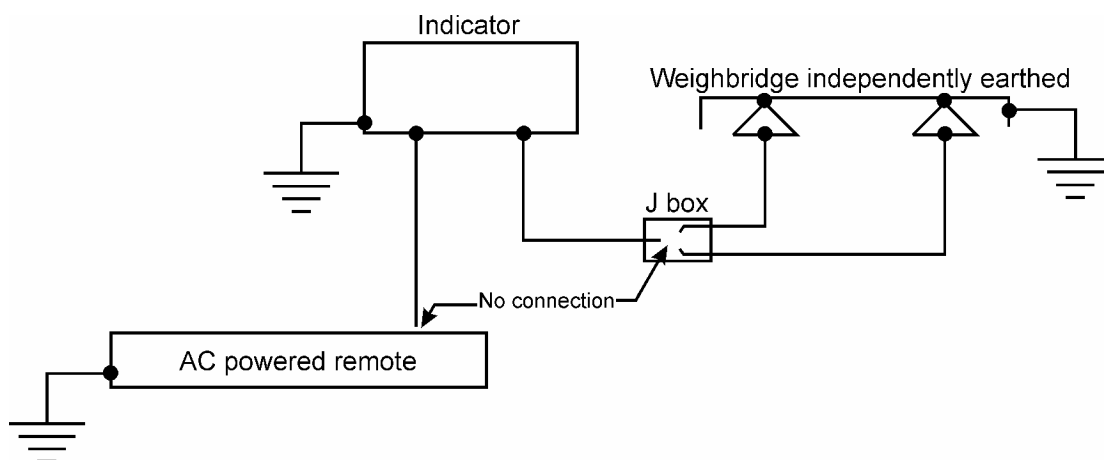 Indicator
Weighbridge independently earthed
J box
No connection
AC powered remote